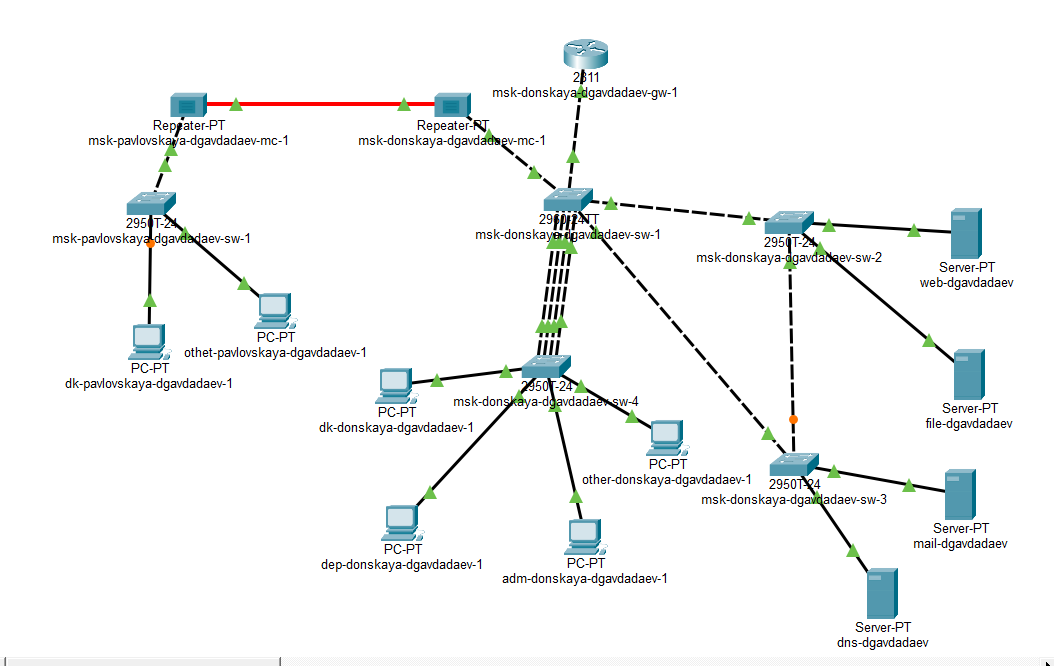 2811
msk-donskaya-dgavdadaev-gw-1
Repeater-PT
msk-pavlovskaya-dgavdadaev-mc-1
Repeater-PT
msk-donskaya-dgavdadaev-mc-1
2950T-24
msk-pavlovskaya-dgavdadaev-sw-1
2960-24TT
msk-donskaya-dgavdadaev-sw-1
2950T-24
msk-donskaya-dgavdadaev-sw-2
Server-PT
web-dgavdadaev
PC-PT
othet-pavlovskaya-dgavdadaev-1
PC-PT
dk-pavlovskaya-dgavdadaev-1
2950T-24
msk-donskaya-dgavdadaev-sw-4
PC-PT
dk-donskaya-dgavdadaev-1
Server-PT
file-dgavdadaev
PC-PT
other-donskaya-dgavdadaev-1
2950T-24
msk-donskaya-dgavdadaev-sw-3
Server-PT
mail-dgavdadaev
PC-PT
dep-donskaya-dgavdadaev-1
PC-PT
adm-donskaya-dgavdadaev-1
Server-PT
dns-dgavdadaev